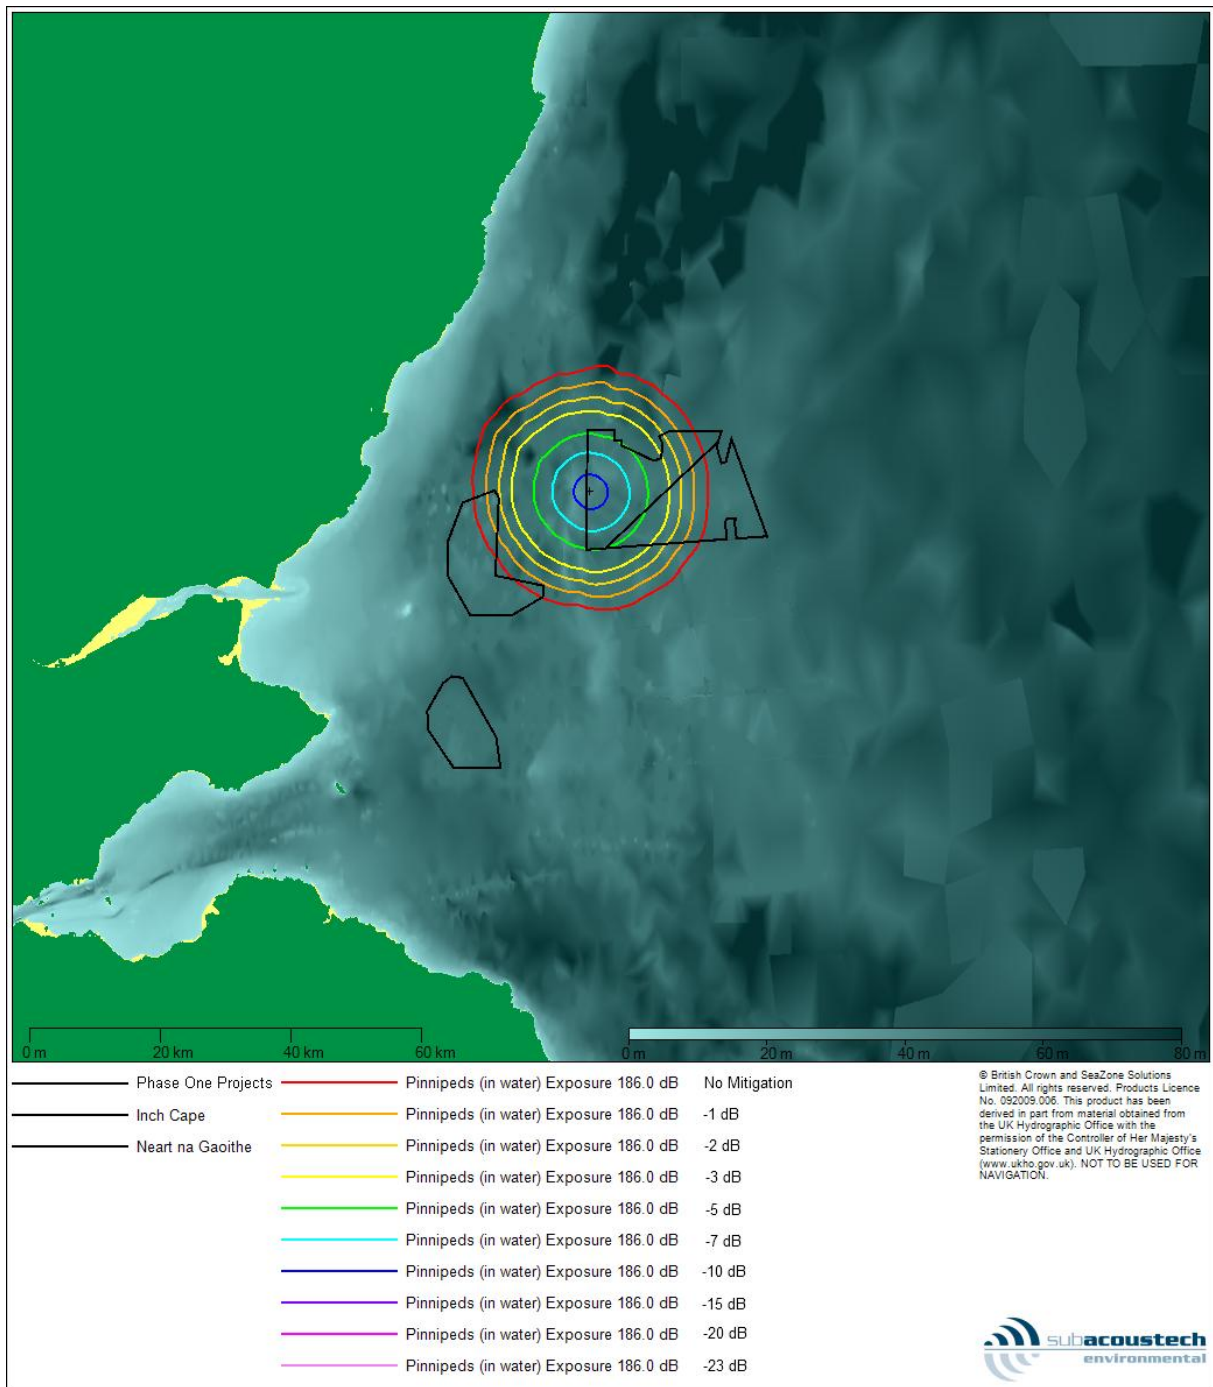 0 m 20 km 40 km 60 km 0 m 20 m 40 m 60 m 80 m
Phase One Projects Pinnipeds (in water) Exposure 186.0 dB No Mitigation
Inch Cape Pinnipeds (in water) Exposure 186.0 dB -1 dB
Neart na Gaoithe Pinnipeds (in water) Exposure 186.0 dB -2 dB
Pinnipeds (in water) Exposure 186.0 dB -3 dB
Pinnipeds (in water) Exposure 186.0 dB -5 dB
Pinnipeds (in water) Exposure 186.0 dB -7 dB
Pinnipeds (in water) Exposure 186.0 dB -10 dB
Pinnipeds (in water) Exposure 186.0 dB -15 dB
Pinnipeds (in water) Exposure 186.0 dB -20 dB
Pinnipeds (in water) Exposure 186.0 dB -23 dB
© British Crown and SeaZone Solutions
Limited. All rights reserved. Products Licence
No. 092009.006. This product has been
derived in part from material obtained from
the UK Hydrographic Office with the
permission of the Controller of Her Majesty's
Stationery Office and UK Hydrographic Office
(www.ukho.gov.uk). NOT TO BE USED FOR
NAVIGATION.
subacoustech
environmental